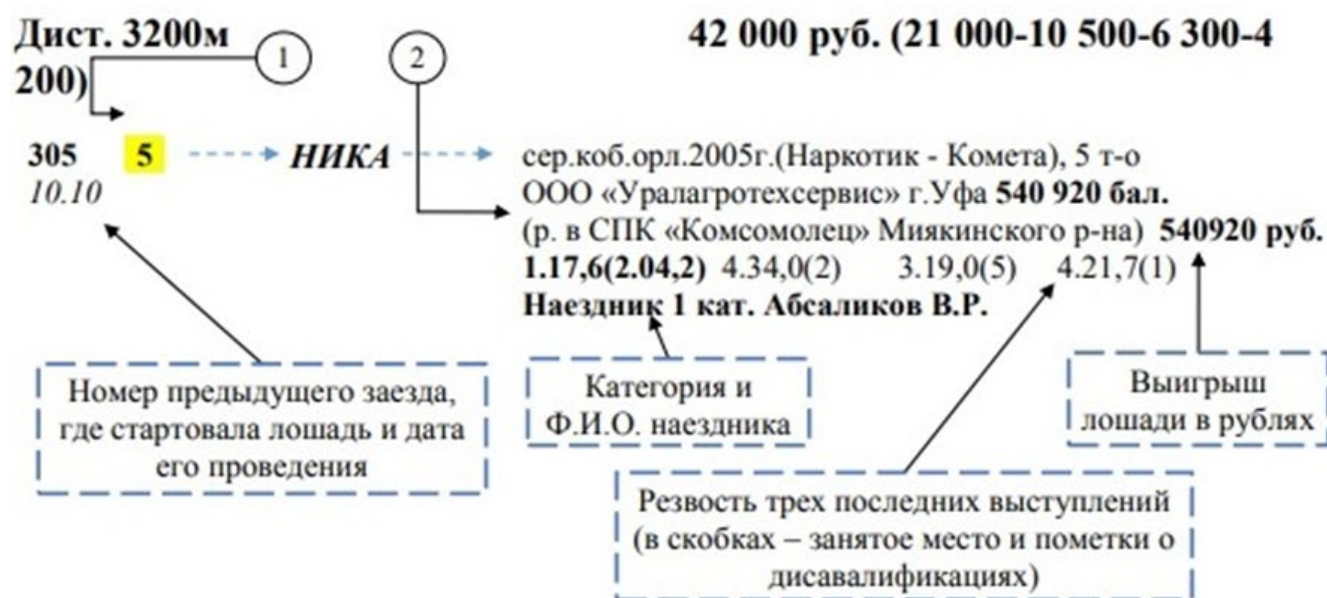 Дист. 3200м 42 000 руб. (21 000-10 500-6 300-4
200)
1
2
305 5 НИКА сер.коб.орл.2005г.(Наркотик - Комета), 5 т-о
10.10
ООО «Уралагротехсервис» г.Уфа 540 920 бал.
(р. в СПК «Комсомолец» Миякинского р-на) 540920 руб.
1.17,6(2.04,2) 4.34,0(2) 3.19,0(5) 4.21,7(1)
Наездник 1 кат. Абсаликов В.Р.
Номер предыдущего заезда,
где стартовала лошадь и дата
его проведения
Категория и
Ф.И.О. наездника
Выигрыш
лошади в рублях
Резвость трех последних выступлений
(в скобках – занятое место и пометки о
дисавалификациях)